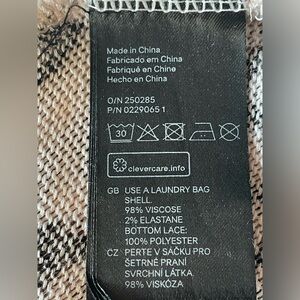 Made in China
Fabricado em China
Fabriqué en Chine
Hecho en China
O/N 250285
P/N 0229065 1
30
clevercare.info
GB USE A LAUNDRY BAG
SHELL
98% VISCOSE
2% ELASTANE
BOTTOM LACE:
100% POLYESTER
CZ PERTE V SÁČKU PRO
ŠETRNÉ PRANÍ
SVRCHNÍ LÁTKA
98% VISKÓZA